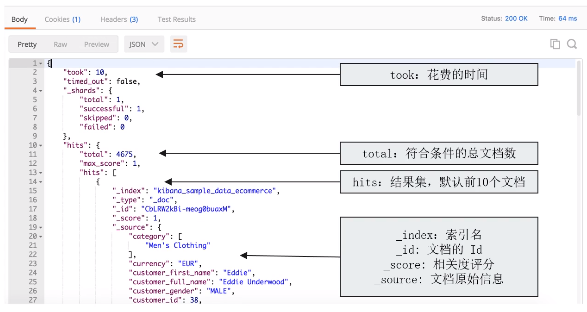 Body Cookies (1) Headers (3) Test Results Status: 200 OK Time: 64 ms
Pretty Raw Preview JSON
1 {
2 "took": 10,
took: 花费的时间
3 "timed_out": false,
4 "_shards": {
5 "total": 1,
6 "successful": 1,
7 "skipped": 0,
8 "failed": 0
9 },
10 "hits": {
11 "total": 4675,
total: 符合条件的总文档数
12 "max_score": 1,
13 "hits": [
hits: 结果集, 默认前10个文档
14 {
15 "_index": "kibana_sample_data_ecommerce",
16 "_type": "_doc",
17 "_id": "CbLRWZkBi-meog0buaxM",
18 "_score": 1,
19 "_source": {
20 "category": [
21 "Men's Clothing"
22 ],
23 "currency": "EUR",
24 "customer_first_name": "Eddie",
25 "customer_full_name": "Eddie Underwood",
26 "customer_gender": "MALE",
27 "customer_id": 38,
_index: 索引名
_id: 文档的 Id
_score: 相关度评分
_source: 文档原始信息